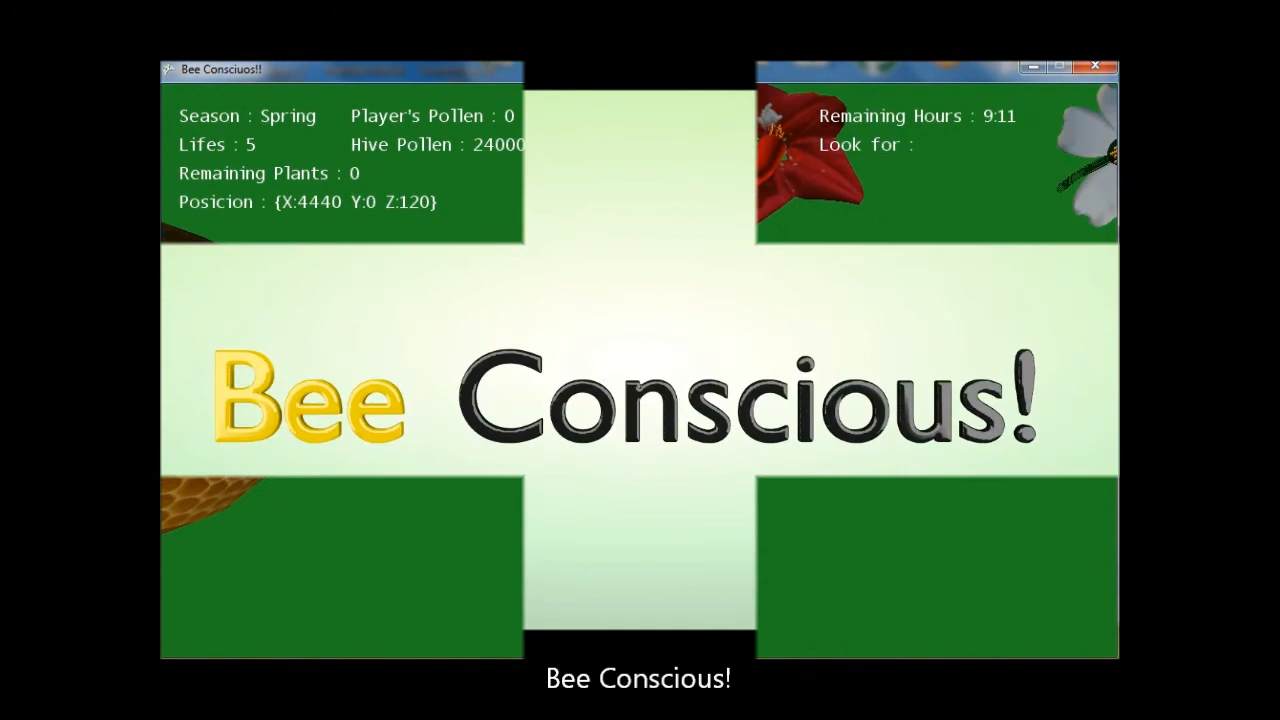 Bee Consciuos!!
Season : Spring Player's Pollen : 0
Remaining Hours : 9:11
Lifes : 5 Hive Pollen : 24000
Look for :
Remaining Plants : 0
Posicion : {X:4440 Y:0 Z:120}
Bee Conscious!
Bee Conscious!